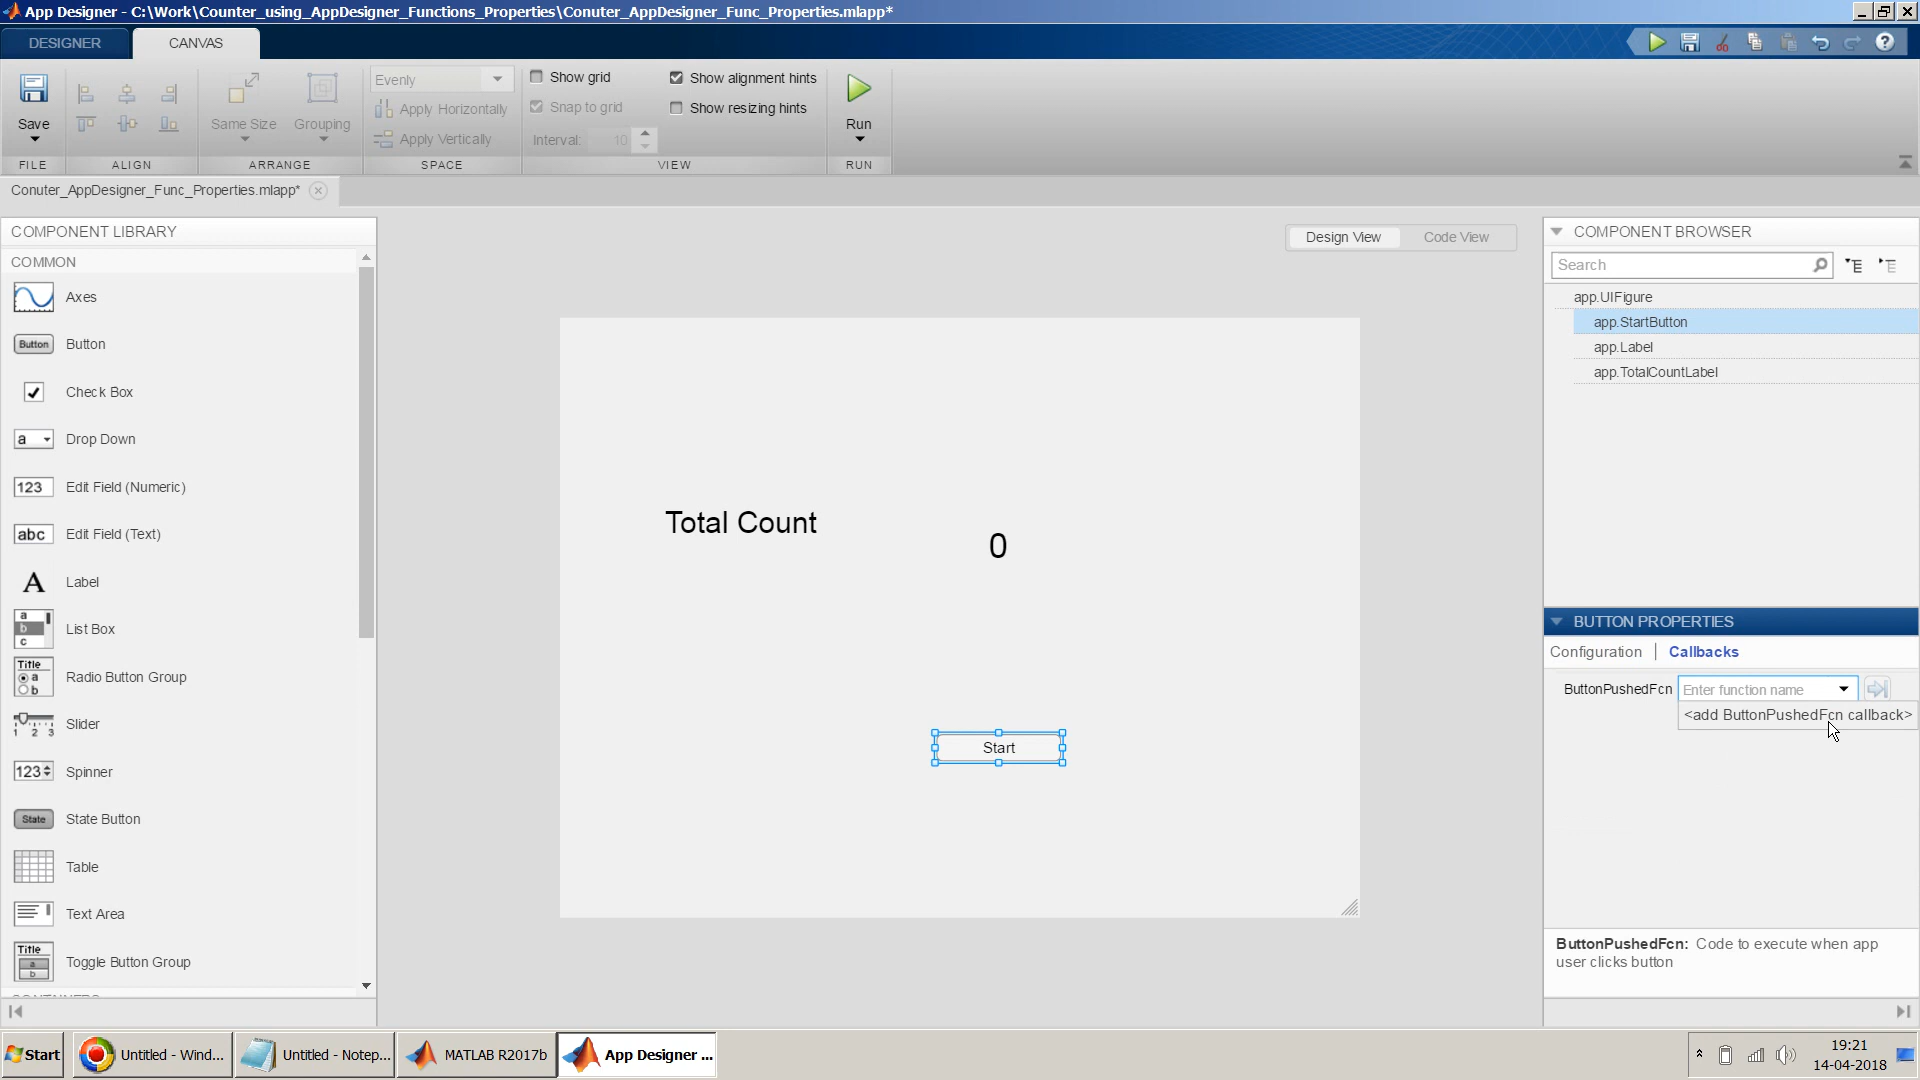 App Designer - C:\Work\Counter_using_AppDesigner_Functions_Properties\Conuter_AppDesigner_Func_Properties.mlapp*
DESIGNER
CANVAS
Save
Same Size
Grouping
Evenly
Apply Horizontally
Apply Vertically
Show grid
Snap to grid
Interval: 10
Show alignment hints
Show resizing hints
Run
FILE
ALIGN
ARRANGE
SPACE
VIEW
RUN
Conuter_AppDesigner_Func_Properties.mlapp*
COMPONENT LIBRARY
COMMON
Axes
Button Button
Check Box
a Drop Down
123 Edit Field (Numeric)
abc Edit Field (Text)
A Label
a
b
c
List Box
Title
a
b
Radio Button Group
1 2 3
Slider
123 Spinner
State State Button
Table
Text Area
Title
a
b
Toggle Button Group
CONTAINERS
Design View
Code View
Total Count
0
Start
COMPONENT BROWSER
Search
app.UIFigure
app.StartButton
app.Label
app.TotalCountLabel
BUTTON PROPERTIES
Configuration | Callbacks
ButtonPushedFcn Enter function name
<add ButtonPushedFcn callback>
ButtonPushedFcn: Code to execute when app
user clicks button
Start
Untitled - Wind...
Untitled - Notep...
MATLAB R2017b
App Designer ...
19:21
14-04-2018